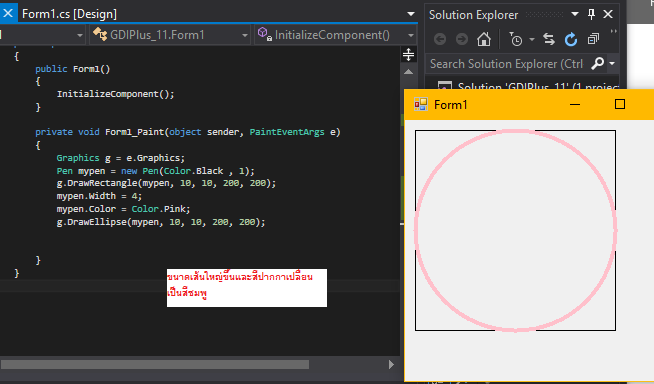 Form1.cs [Design]
Solution Explorer
GDIPlus_11.Form1
InitializeComponent()
Search Solution Explorer (Ctrl
Solution 'GDIPlus_11' (1 project
Form1
{
public Form1()
{
InitializeComponent();
}
private void Form1_Paint(object sender, PaintEventArgs e)
{
Graphics g = e.Graphics;
Pen mypen = new Pen(Color.Black , 1);
g.DrawRectangle(mypen, 10, 10, 200, 200);
mypen.Width = 4;
mypen.Color = Color.Pink;
g.DrawEllipse(mypen, 10, 10, 200, 200);
}
}
ขนาดเส้นใหญ่ขึ้นและสีปากกาเปลี่ยน
เป็นสีชมพู